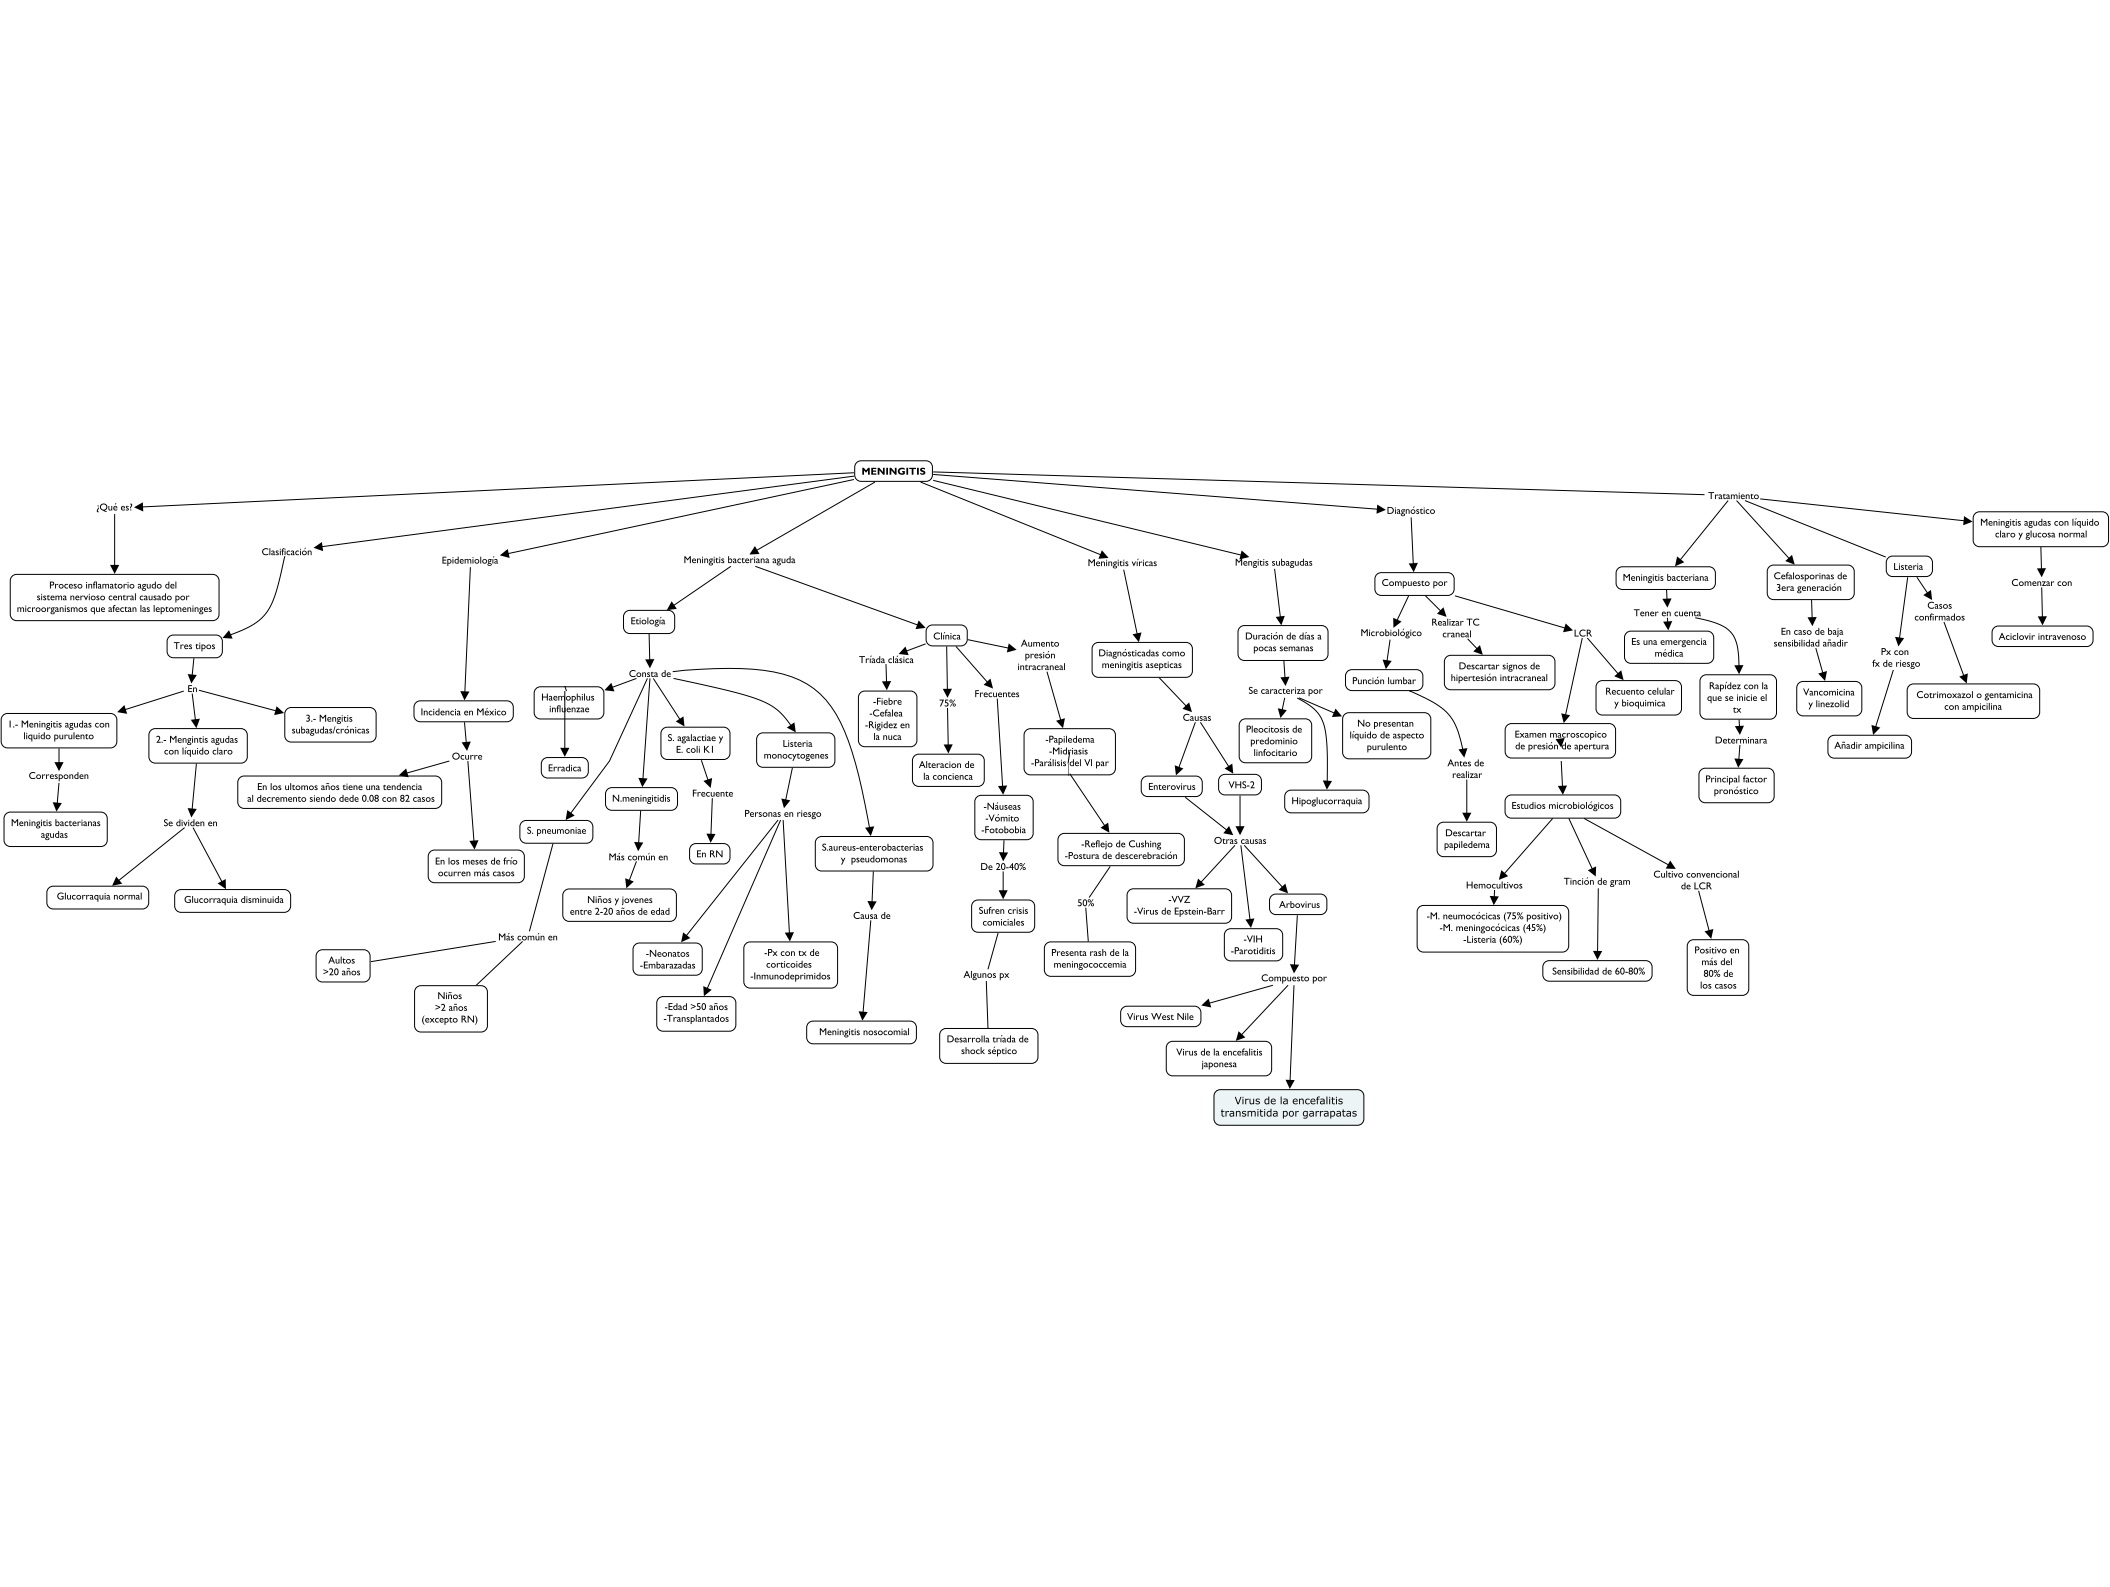 MENINGITIS
¿Qué es?
Proceso inflamatorio agudo del
sistema nervioso central causado por
microorganismos que afectan las leptomeninges
Clasificación
Tres tipos
En
1.- Meningitis agudas con
liquido purulento
Corresponden
Meningitis bacterianas
agudas
2.- Mengintis agudas
con líquido claro
Se dividen en
Glucorraquia normal
Glucorraquia disminuida
3.- Mengitis
subagudas/crónicas
Epidemiología
Incidencia en México
Ocurre
En los ultomos años tiene una tendencia
al decremento siendo dede 0.08 con 82 casos
En los meses de frío
ocurren más casos
Meningitis bacteriana aguda
Etiología
Consta de
Haemophilus
influenzae
Erradica
S. pneumoniae
Más común en
Aultos
>20 años
Niños
>2 años
(excepto RN)
N.meningitidis
Más común en
Niños y jovenes
entre 2-20 años de edad
S. agalactiae y
E. coli K1
Frecuente
En RN
Listeria
monocytogenes
Personas en riesgo
-Neonatos
-Embarazadas
-Edad >50 años
-Transplantados
-Px con tx de
corticoides
-Inmunodeprimidos
S.aureus-enterobacterias
y pseudomonas
Causa de
Meningitis nosocomial
Clínica
Tríada clásica
-Fiebre
-Cefalea
-Rigidez en
la nuca
75%
Alteracion de
la concienca
Frecuentes
-Náuseas
-Vómito
-Fotobobia
De 20-40%
Sufren crisis
comiciales
Algunos px
Desarrolla tríada de
shock séptico
Aumento
presión
intracraneal
-Papiledema
-Midriasis
-Parálisis del VI par
-Reflejo de Cushing
-Postura de descerebración
50%
Presenta rash de la
meningococcemia
Meningitis víricas
Diagnósticadas como
meningitis asepticas
Causas
Enterovirus
VHS-2
Otras causas
-VVZ
-Virus de Epstein-Barr
-VIH
-Parotiditis
Arbovirus
Compuesto por
Virus West Nile
Virus de la encefalitis
japonesa
Virus de la encefalitis
transmitida por garrapatas
Mengitis subagudas
Duración de días a
pocas semanas
Se caracteriza por
Pleocitosis de
predominio
linfocitario
Hipoglucorraquia
No presentan
líquido de aspecto
purulento
Diagnóstico
Compuesto por
Microbiológico
Punción lumbar
Antes de
realizar
Descartar
papiledema
Realizar TC
craneal
Descartar signos de
hipertesión intracraneal
LCR
Examen macroscopico
de presión de apertura
Recuento celular
y bioquimica
Estudios microbiológicos
Hemocultivos
-M. neumocócicas (75% positivo)
-M. meningocócicas (45%)
-Listeria (60%)
Tinción de gram
Sensibilidad de 60-80%
Cultivo convencional
de LCR
Positivo en
más del
80% de
los casos
Tratamiento
Meningitis bacteriana
Tener en cuenta
Es una emergencia
médica
Rapídez con la
que se inicie el
tx
Determinara
Principal factor
pronóstico
Cefalosporinas de
3era generación
En caso de baja
sensibilidad añadir
Vancomicina
y linezolid
Listeria
Px con
fx de riesgo
Añadir ampicilina
Casos
confirmados
Cotrimoxazol o gentamicina
con ampicilina
Meningitis agudas con líquido
claro y glucosa normal
Comenzar con
Aciclovir intravenoso